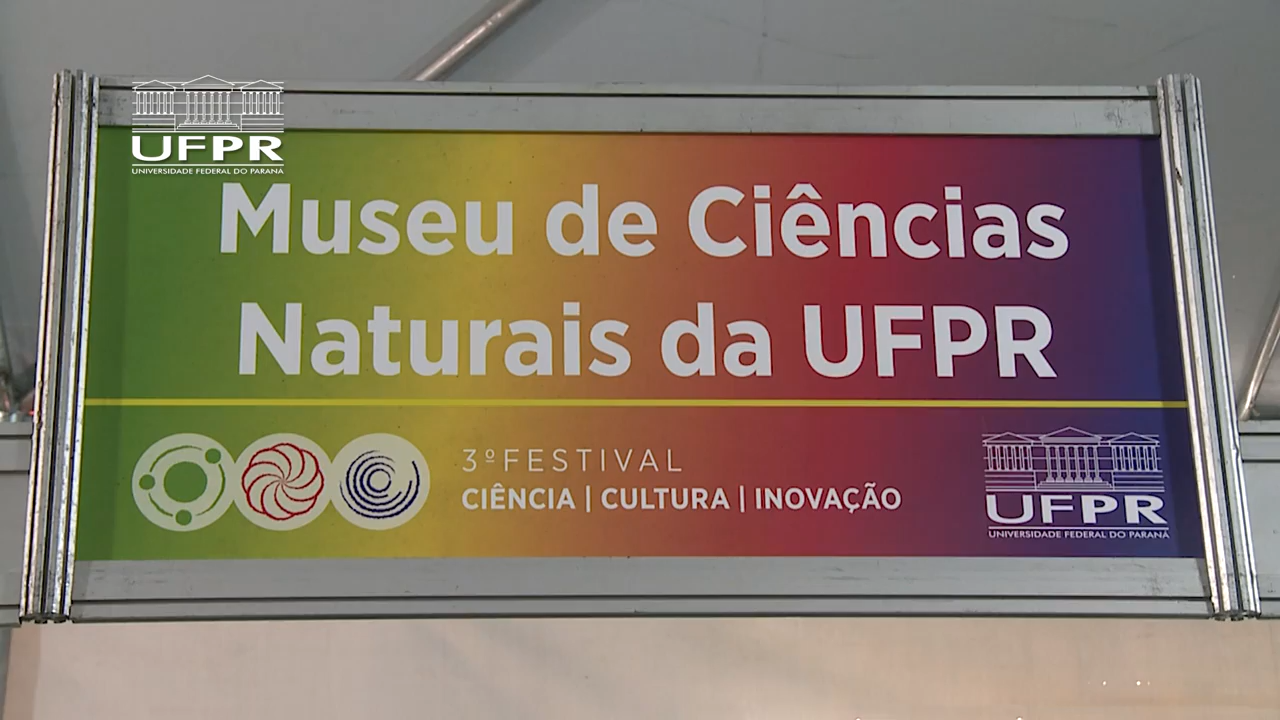 UFPR
UNIVERSIDADE FEDERAL DO PARANÁ
Museu de Ciências
Naturais da UFPR
3º FESTIVAL
CIÊNCIA | CULTURA | INOVAÇÃO
UFPR
UNIVERSIDADE FEDERAL DO PARANÁ